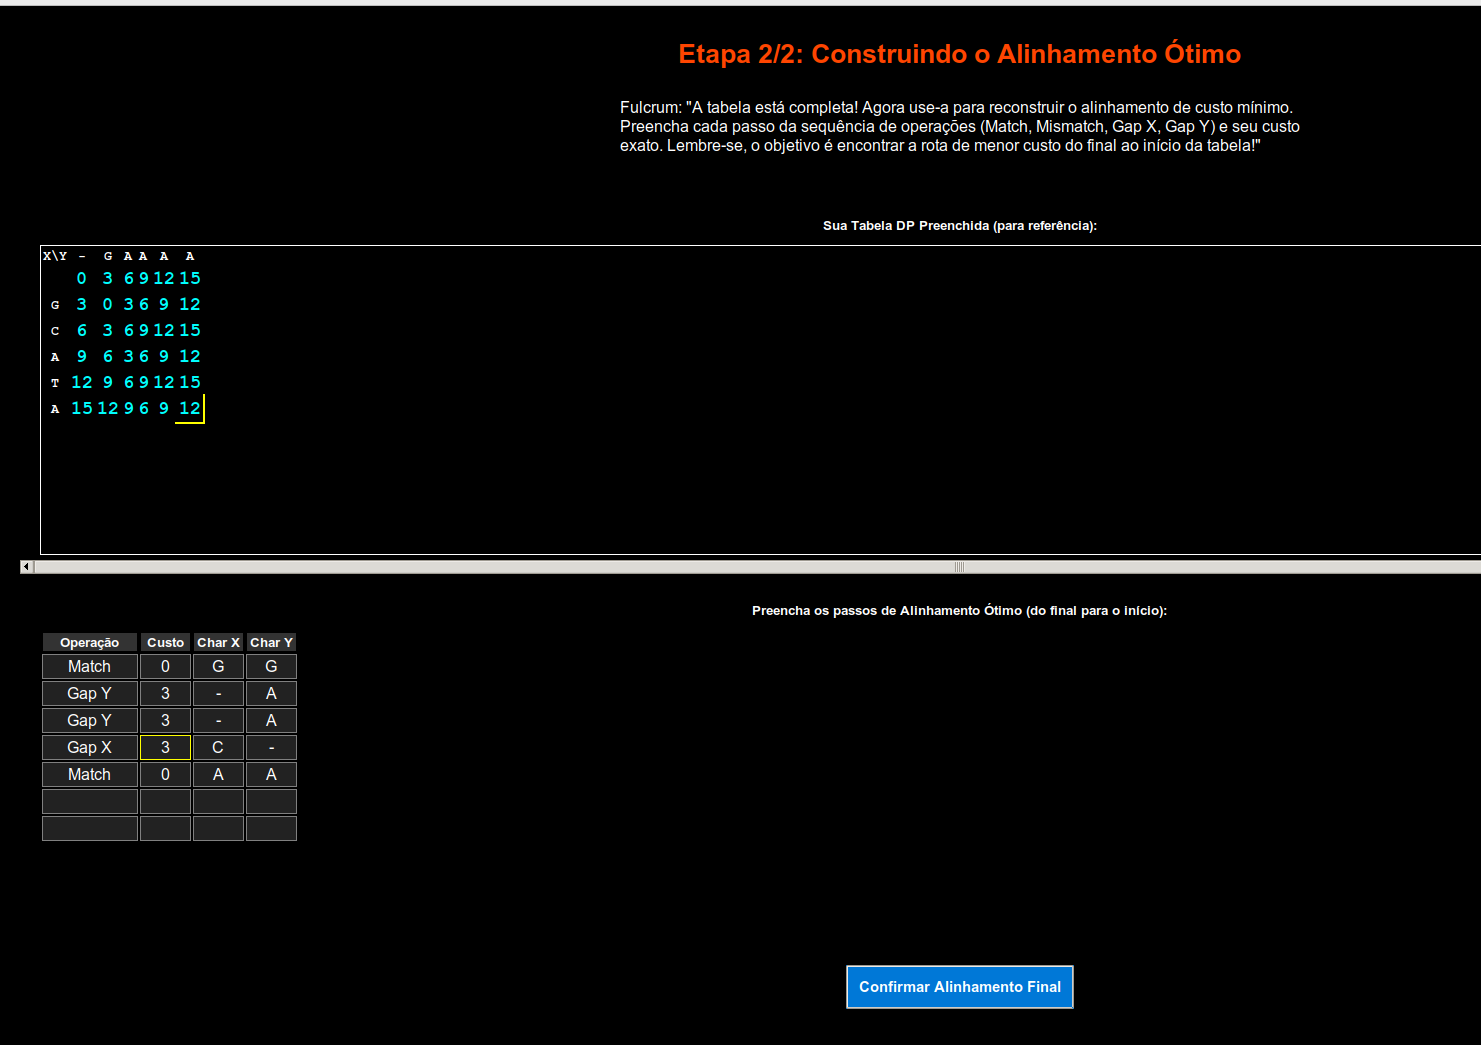 Etapa 2/2: Construindo o Alinhamento Ótimo
Fulcrum: "A tabela está completa! Agora use-a para reconstruir o alinhamento de custo mínimo.
Preencha cada passo da sequência de operações (Match, Mismatch, Gap X, Gap Y) e seu custo
exato. Lembre-se, o objetivo é encontrar a rota de menor custo do final ao início da tabela!"
Sua Tabela DP Preenchida (para referência):
X\Y - G A A A A
0 3 6 9 12 15
G 3 0 3 6 9 12
C 6 3 6 9 12 15
A 9 6 3 6 9 12
T 12 9 6 9 12 15
A 15 12 9 6 9 12
Preencha os passos de Alinhamento Ótimo (do final para o início):
Operação Custo Char X Char Y
Match 0 G G
Gap Y 3 - A
Gap Y 3 - A
Gap X 3 C -
Match 0 A A
Confirmar Alinhamento Final